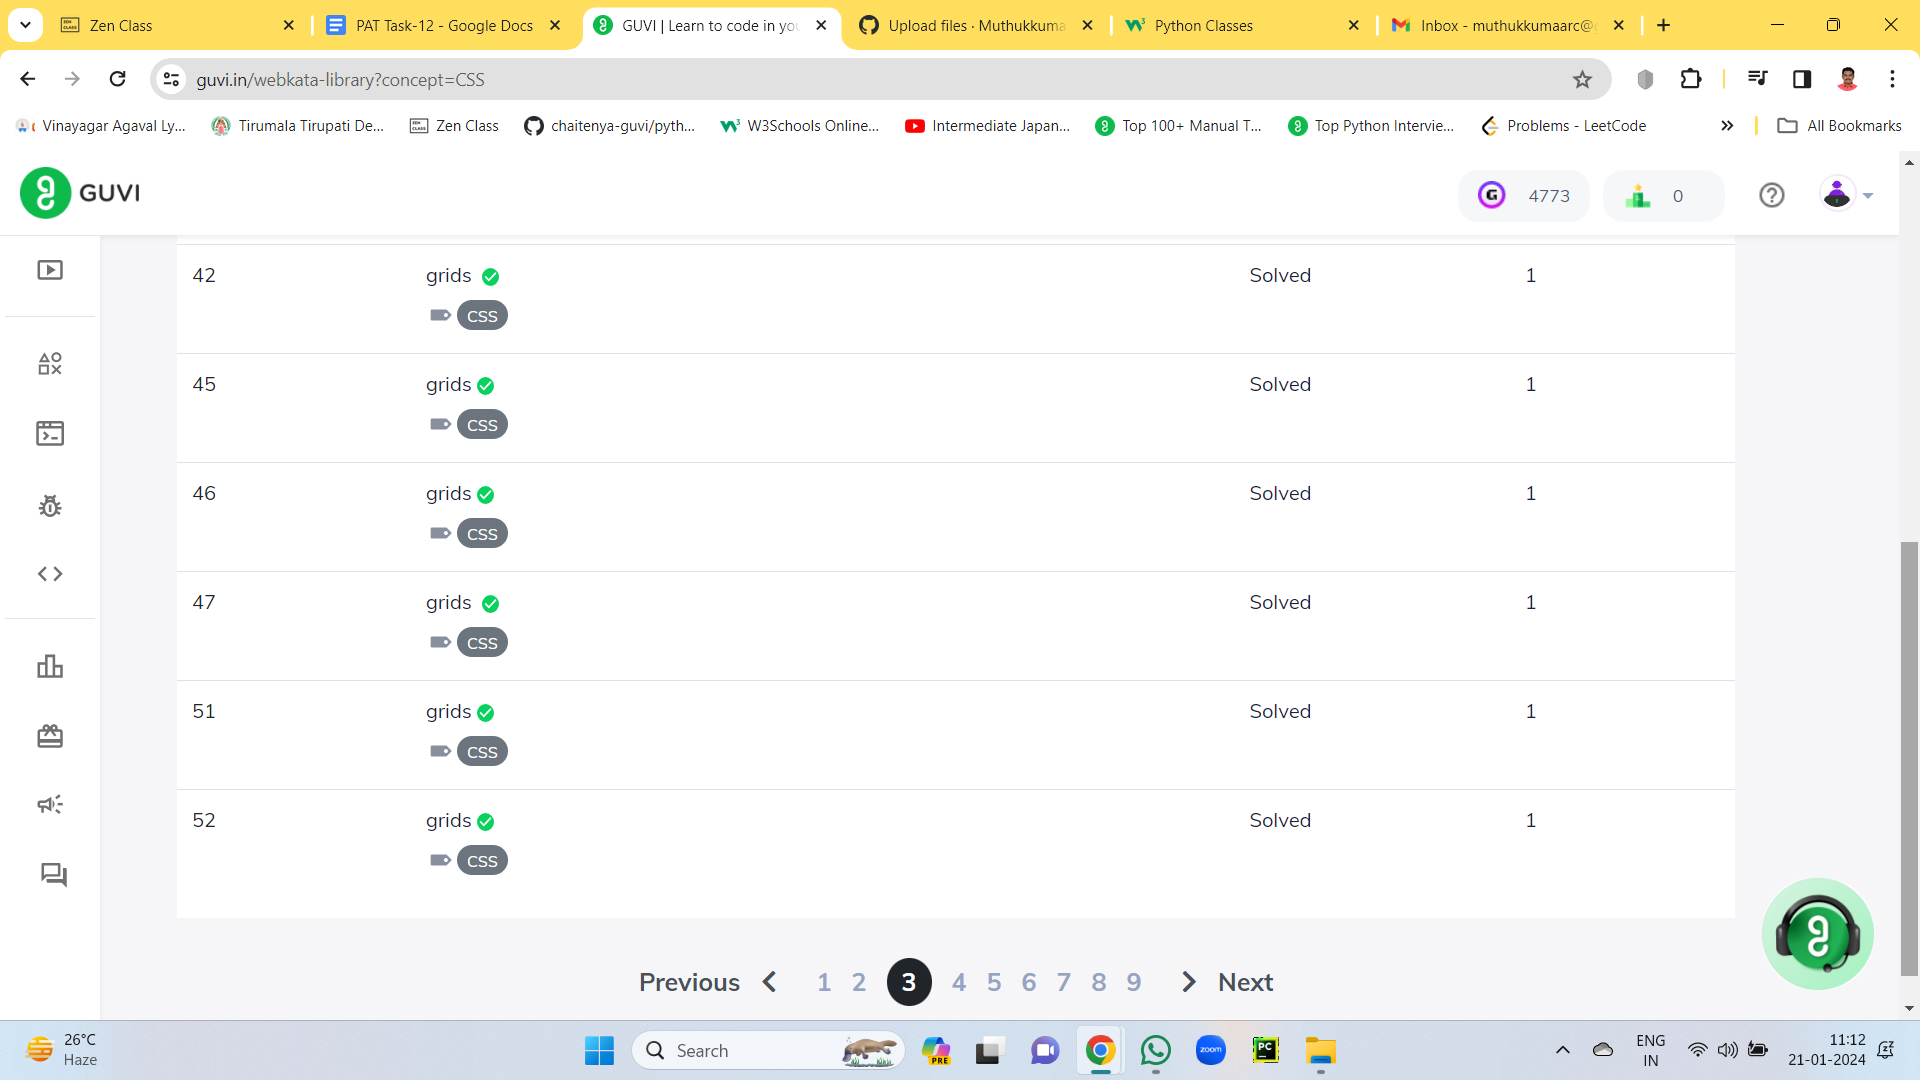 Zen Class
PAT Task-12 - Google Docs
GUVI | Learn to code in you
Upload files · Muthukkuma
Python Classes
Inbox - muthukkumaarc@
guvi.in/webkata-library?concept=CSS
Vinayagar Agaval Ly...
Tirumala Tirupati De...
Zen Class
chaitenya-guvi/pyth...
W3Schools Online...
Intermediate Japan...
Top 100+ Manual T...
Top Python Intervie...
Problems - LeetCode
All Bookmarks
GUVI
4773
0
42 grids Solved 1
CSS
45 grids Solved 1
CSS
46 grids Solved 1
CSS
47 grids Solved 1
CSS
51 grids Solved 1
CSS
52 grids Solved 1
CSS
Previous 1 2 3 4 5 6 7 8 9 Next
26°C
Haze
Search
PRE
zoom
PC
ENG
IN
11:12
21-01-2024